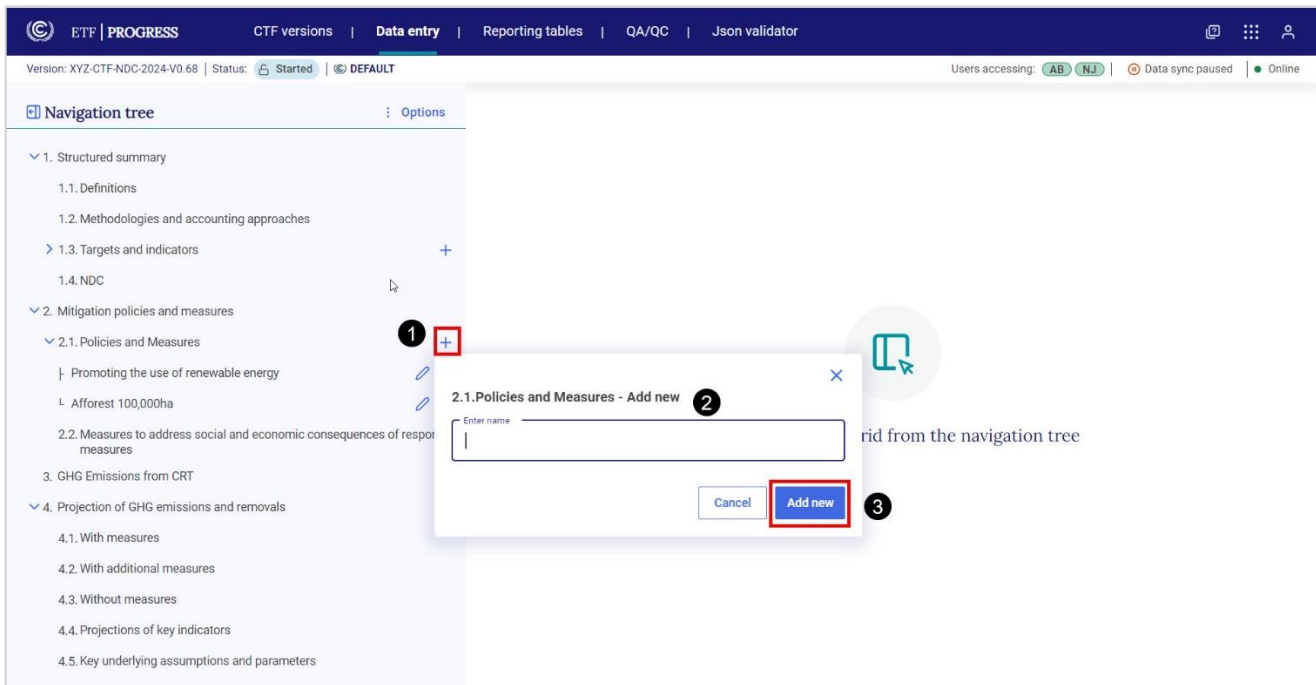 ETF | PROGRESS CTF versions | Data entry | Reporting tables | QA/QC | Json validator
Version: XYZ-CTF-NDC-2024-V0.68 | Status: Started | DEFAULT Users accessing: AB NJ | Data sync paused | Online
Navigation tree Options
1. Structured summary
1.1. Definitions
1.2. Methodologies and accounting approaches
1.3. Targets and indicators
1.4. NDC
2. Mitigation policies and measures
2.1. Policies and Measures
1
Promoting the use of renewable energy
Afforest 100,000ha
2.2. Measures to address social and economic consequences of respon
measures
3. GHG Emissions from CRT
4. Projection of GHG emissions and removals
4.1. With measures
4.2. With additional measures
4.3. Without measures
4.4. Projections of key indicators
4.5. Key underlying assumptions and parameters
2.1.Policies and Measures - Add new 2
Enter name
Cancel Add new 3
rid from the navigation tree